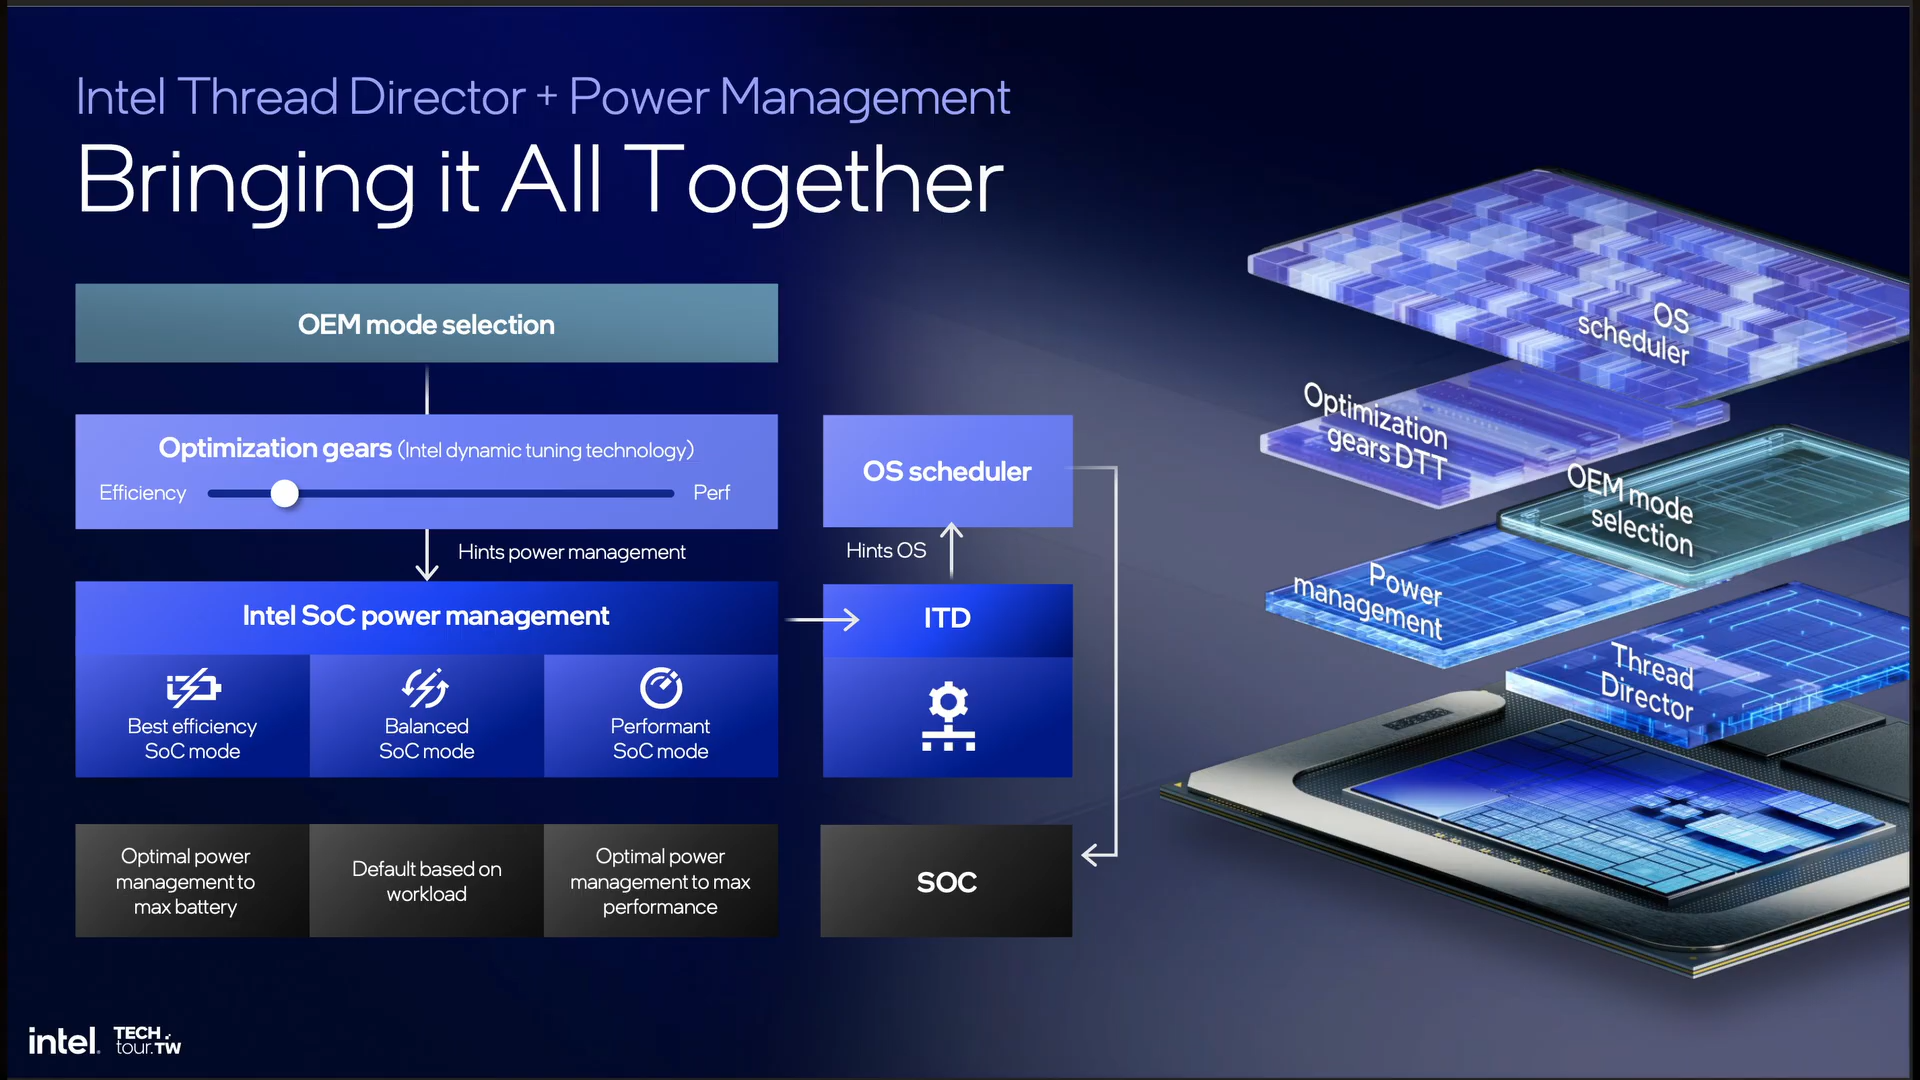 Intel Thread Director + Power Management
Bringing it All Together
OEM mode selection
Optimization gears (Intel dynamic tuning technology)
Efficiency
Perf
Hints power management
Intel SoC power management
Best efficiency
SoC mode
Balanced
SoC mode
Performant
SoC mode
Optimal power
management to
max battery
Default based on
workload
Optimal power
management to max
performance
OS scheduler
Hints OS
ITD
SOC
OS
scheduler
Optimization
gears DTT
OEM mode
selection
Power
management
Thread
Director
intel.
TECH
tour.TW